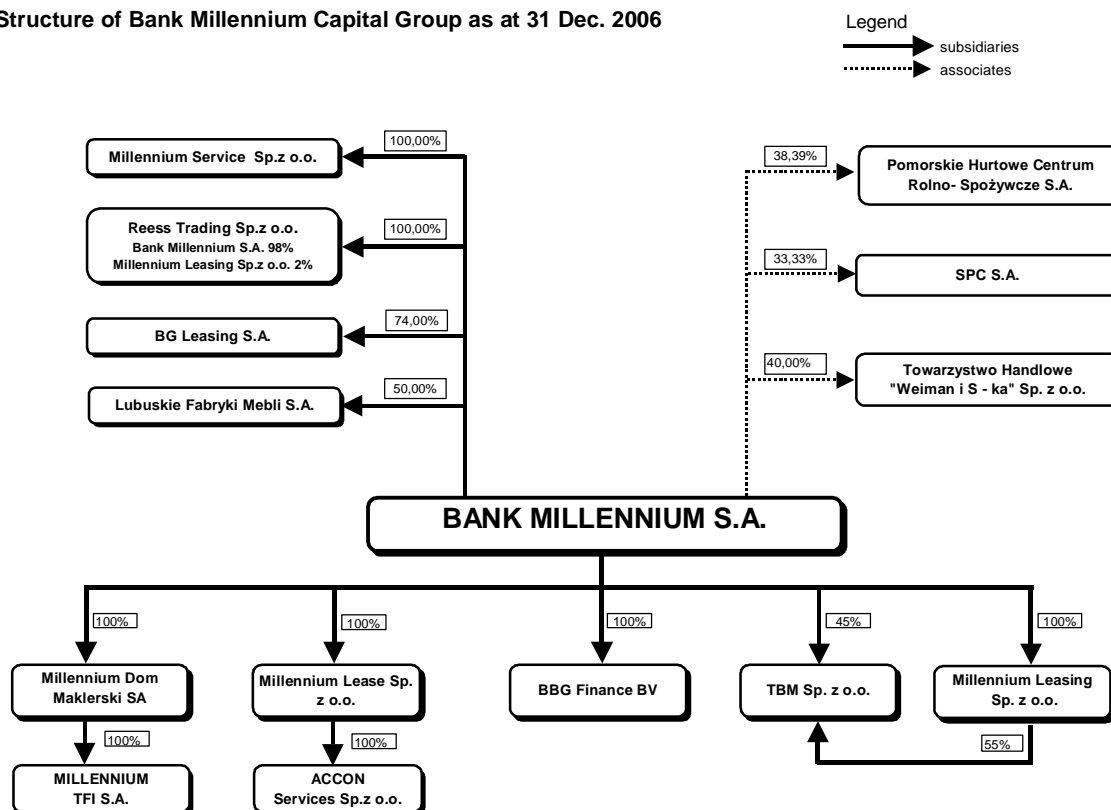 Structure of Bank Millennium Capital Group as at 31 Dec. 2006
Legend
subsidiaries
associates
100,00%
Millennium Service Sp.z o.o.
38,39%
Pomorskie Hurtowe Centrum
Rolno- Spożywcze S.A.
Reess Trading Sp.z o.o.
Bank Millennium S.A. 98%
Millennium Leasing Sp.z o.o. 2%
100,00%
33,33%
SPC S.A.
74,00%
BG Leasing S.A.
40,00%
Towarzystwo Handlowe
"Weiman i S - ka" Sp. z o.o.
50,00%
Lubuskie Fabryki Mebli S.A.
BANK MILLENNIUM S.A.
100%
100%
100%
45%
100%
Millennium Dom
Maklerski SA
Millennium Lease Sp.
z o.o.
BBG Finance BV
TBM Sp. z o.o.
Millennium Leasing
Sp. z o.o.
100%
100%
55%
MILLENNIUM
TFI S.A.
ACCON
Services Sp.z o.o.